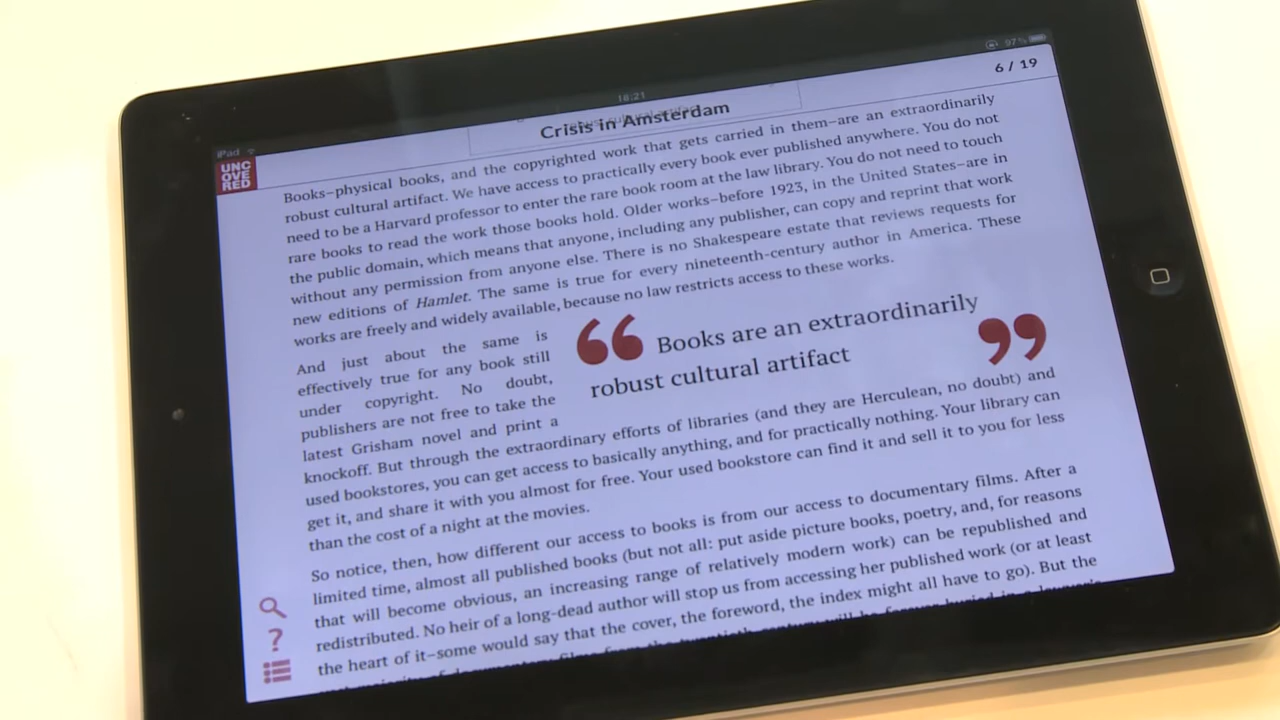 18:21
97%
iPad
6 / 19
Crisis in Amsterdam
UNC
OVE
RED
Books–physical books, and the copyrighted work that gets carried in them–are an extraordinarily
robust cultural artifact. We have access to practically every book ever published anywhere. You do not
need to be a Harvard professor to enter the rare book room at the law library. You do not need to touch
rare books to read the work those books hold. Older works–before 1923, in the United States–are in
the public domain, which means that anyone, including any publisher, can copy and reprint that work
without any permission from anyone else. There is no Shakespeare estate that reviews requests for
new editions of Hamlet. The same is true for every nineteenth-century author in America. These
works are freely and widely available, because no law restricts access to these works.
“ Books are an extraordinarily
robust cultural artifact ”
And just about the same is
effectively true for any book still
under copyright. No doubt,
publishers are not free to take the
latest Grisham novel and print a
knockoff. But through the extraordinary efforts of libraries (and they are Herculean, no doubt) and
used bookstores, you can get access to basically anything, and for practically nothing. Your library can
get it, and share it with you almost for free. Your used bookstore can find it and sell it to you for less
than the cost of a night at the movies.
So notice, then, how different our access to books is from our access to documentary films. After a
limited time, almost all published books (but not all: put aside picture books, poetry, and, for reasons
that will become obvious, an increasing range of relatively modern work) can be republished and
redistributed. No heir of a long-dead author will stop us from accessing her published work (or at least
the heart of it–some would say that the cover, the foreword, the index might all have to go). But the
?